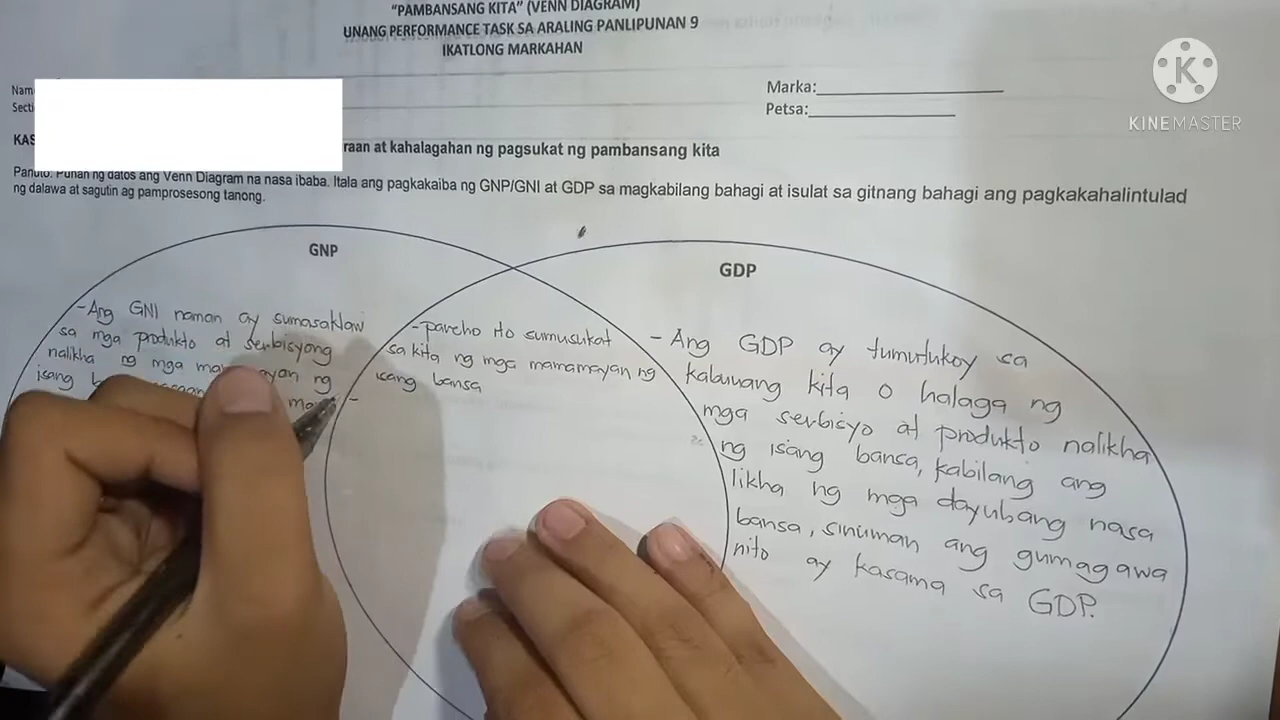 "PAMBANSANG KITA" (VENN DIAGRAM)
UNANG PERFORMANCE TASK SA ARALING PANLIPUNAN 9
IKATLONG MARKAHAN
Marka:
Petsa:
raan at kahalagahan ng pagsukat ng pambansang kita
Panuto: Punan ng datos ang Venn Diagram na nasa ibaba. Itala ang pagkakaiba ng GNP/GNI at GDP sa magkabilang bahagi at isulat sa gitnang bahagi ang pagkakahalintulad
ng dalawa at sagutin ag pamprosesong tanong.
GNP
- Ang GNI naman ay sumasaklaw
sa mga produkto at serbisyong
nalikha ng mga ng
isang
- pareho ito sumusukat
sa kita ng mga mamamayan ng
isang bansa
-
GDP
- Ang GDP ay tumutukoy sa
kabuuang kita o halaga ng
mga serbisyo at produkto nalikha
ng isang bansa, kabilang ang
likha ng mga dayuhang nasa
bansa, sinuman ang gumagawa
nito ay kasama sa GDP.
K
KINEMASTER